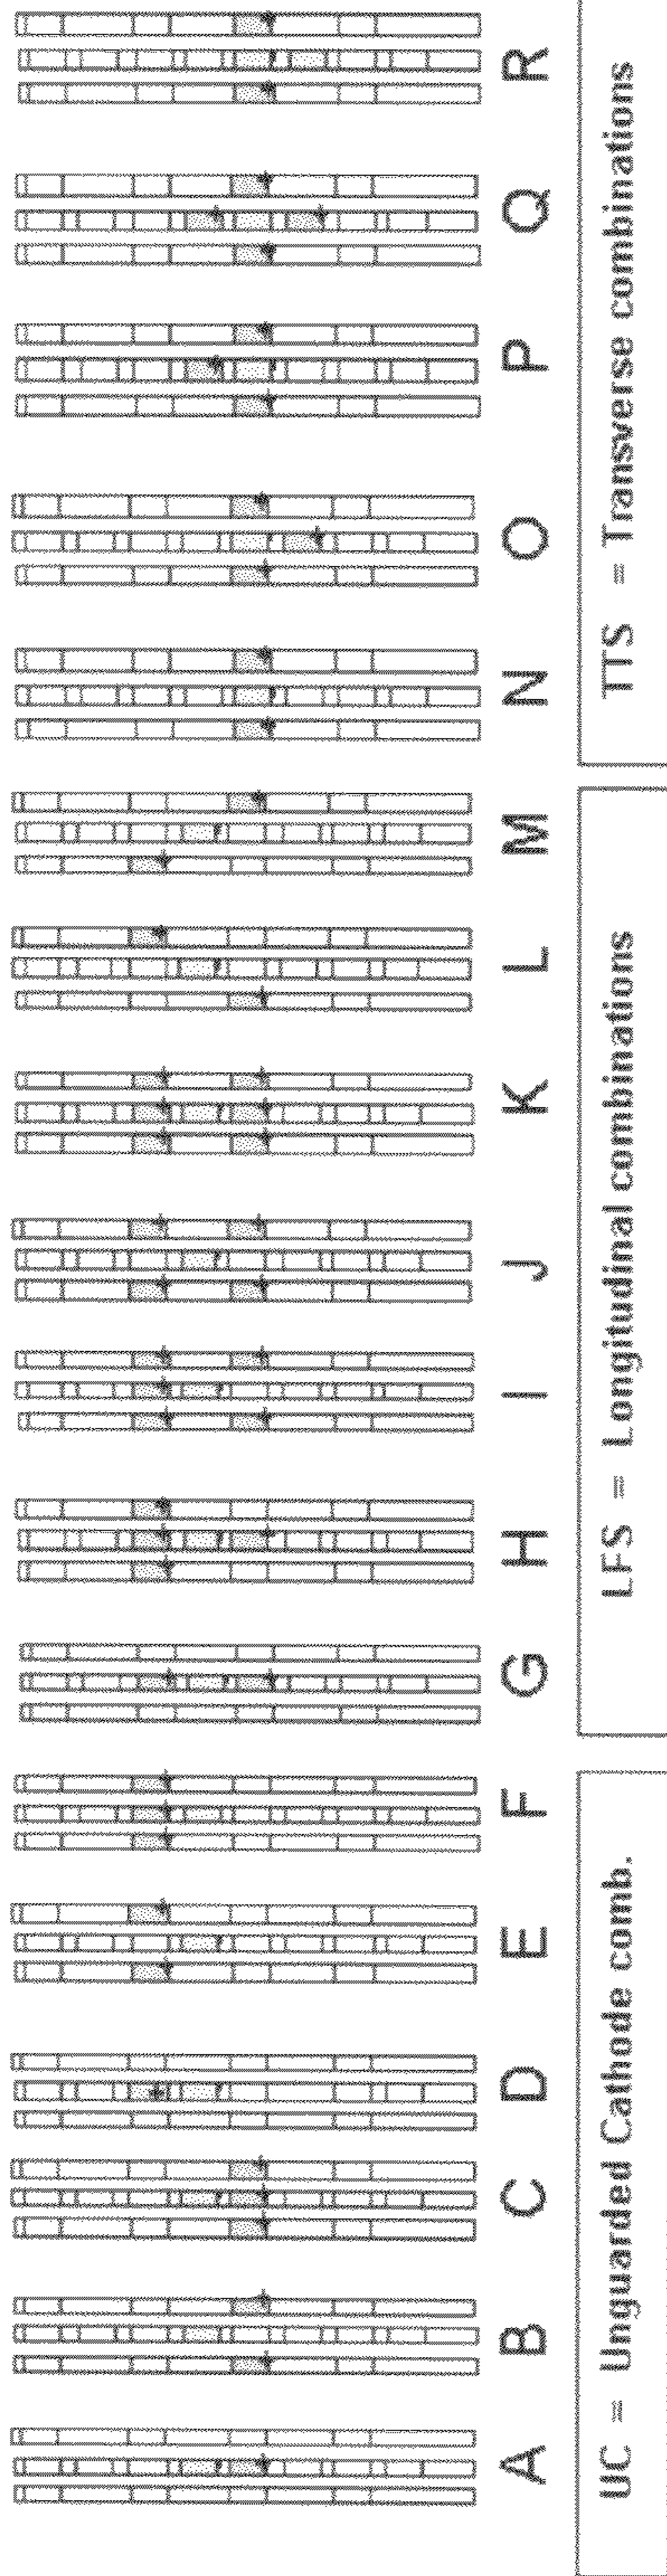 A B C D E F G H I J K L M N O P Q R
UC = Unguarded Cathode comb.
LFS = Longitudinal combinations
TTS = Transverse combinations